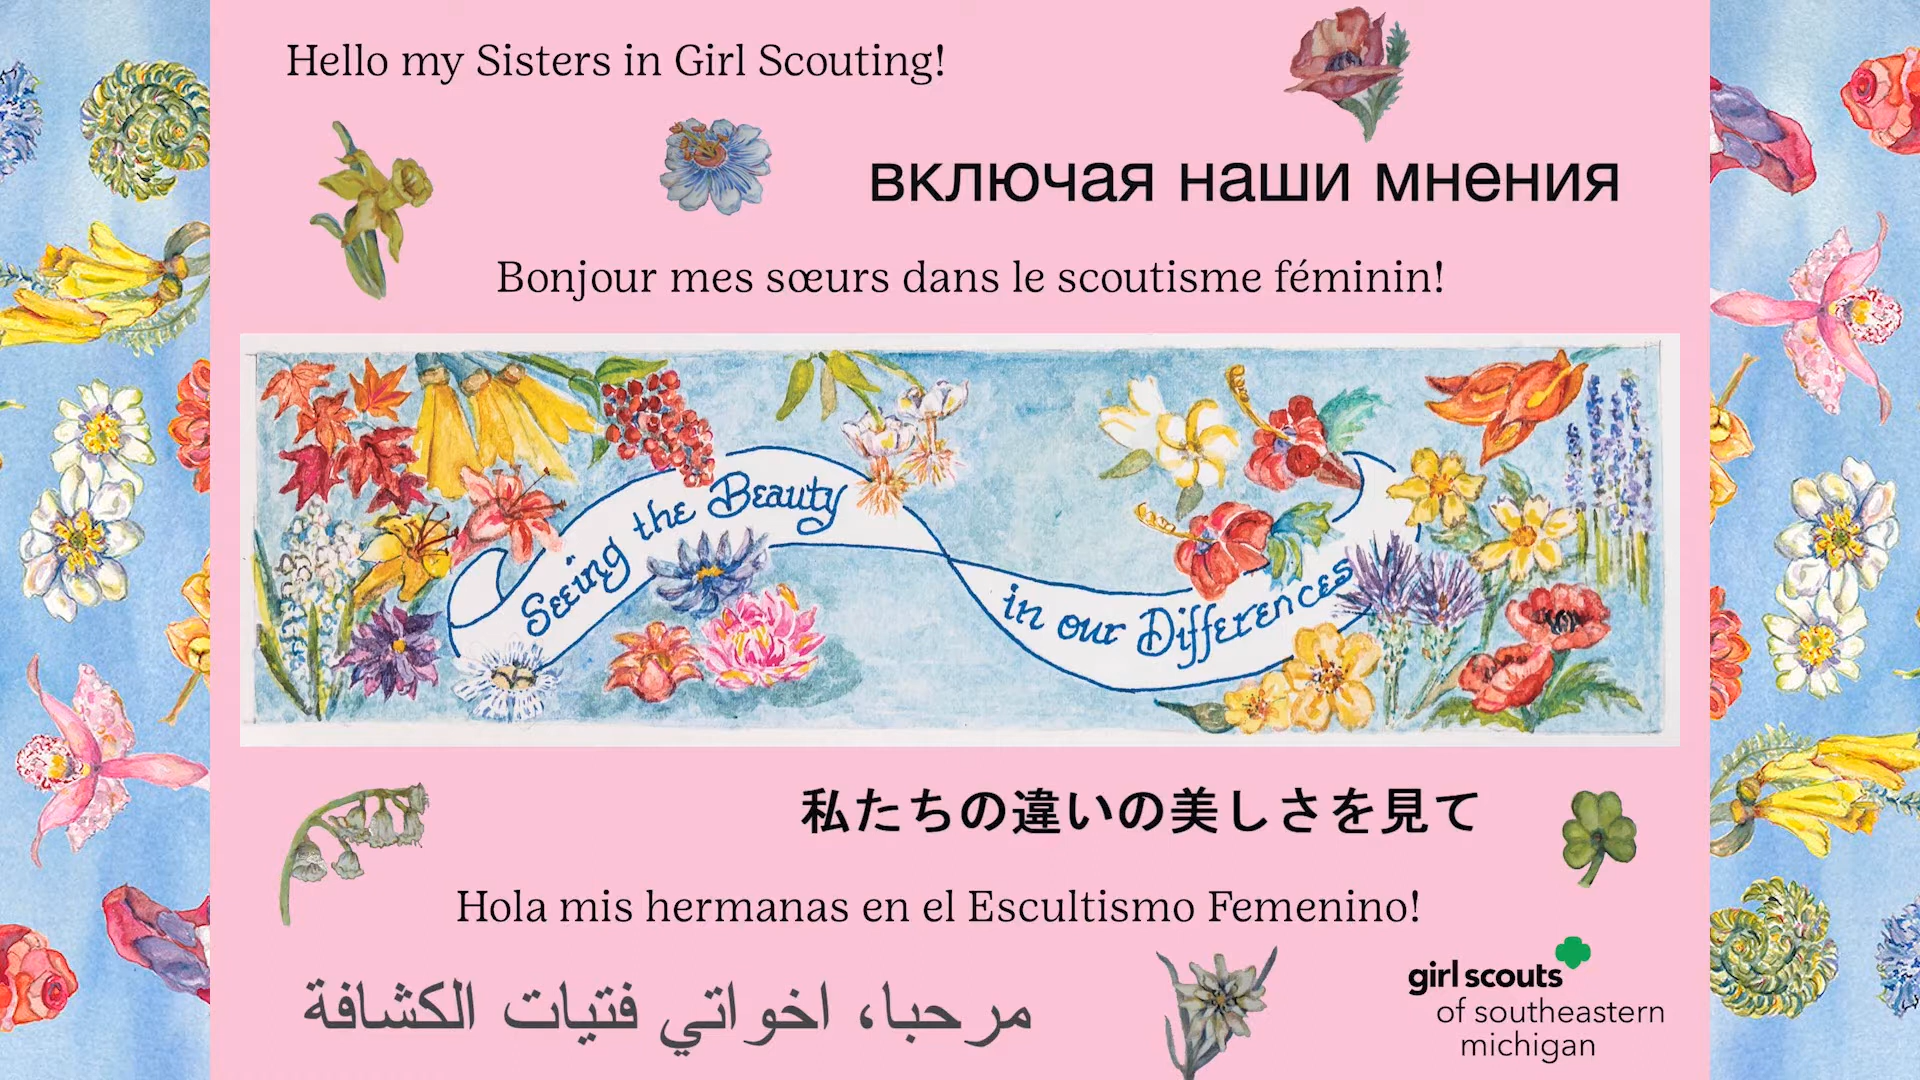 Hello my Sisters in Girl Scouting!
включая наши мнения
Bonjour mes sœurs dans le scoutisme féminin!
Seeing the Beauty
in our Differences
私たちの違いの美しさを見て
Hola mis hermanas en el Escultismo Femenino!
مرحبا، اخواتي فتيات الكشافة
girl scouts
of southeastern
michigan